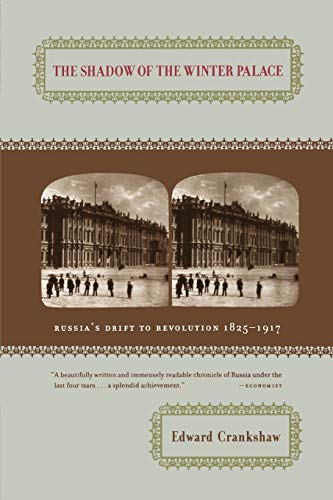 THE SHADOW OF THE WINTER PALACE
RUSSIA'S DRIFT TO REVOLUTION 1825–1917
"A beautifully written and immensely readable chronicle of Russia under the
last four tsars . . . a splendid achievement." —ECONOMIST
Edward Crankshaw